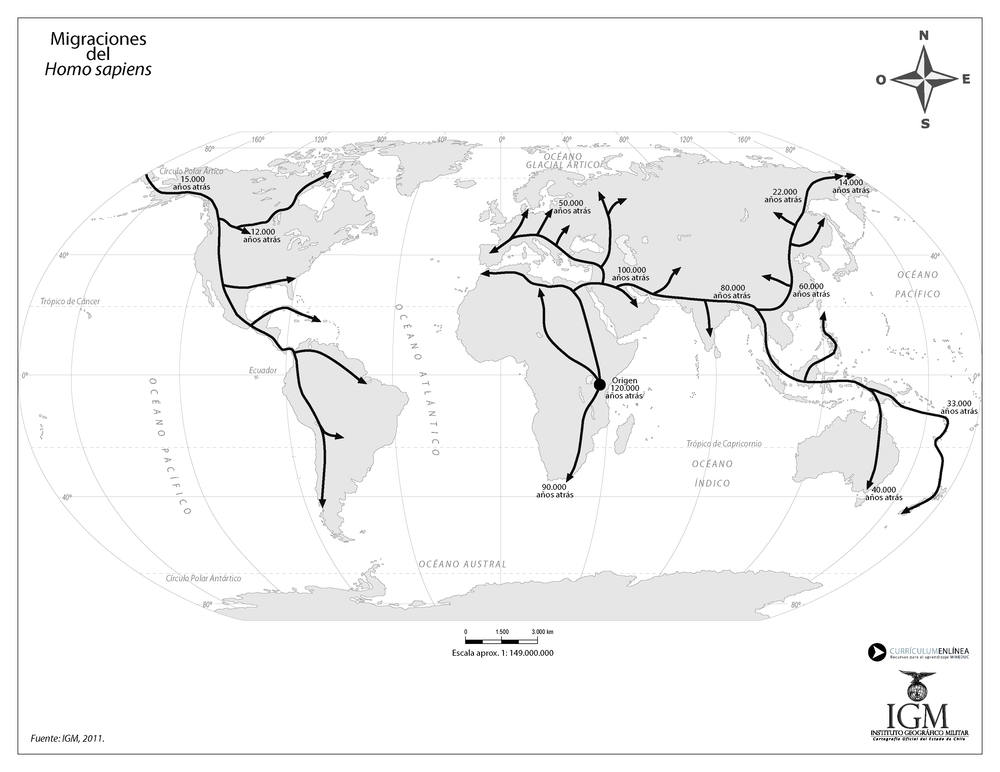 Migraciones
del
Homo sapiens
N
O
E
S
160º
120º
80º
40º
0º
40º
80º
120º
160º
80º
80º
OCÉANO
GLACIAL ÁRTICO
Círculo Polar Ártico
15.000
años atrás
14.000
años atrás
22.000
años atrás
50.000
años atrás
12.000
años atrás
40º
40º
100.000
años atrás
OCÉANO
PACÍFICO
80.000
años atrás
60.000
años atrás
Trópico de Cáncer
OCÉANO ATLÁNTICO
Ecuador
0º
0º
Origen
120.000
años atrás
OCÉANO PACÍFICO
33.000
años atrás
Trópico de Capricornio
OCÉANO
ÍNDICO
90.000
años atrás
40.000
años atrás
40º
40º
OCÉANO AUSTRAL
Círculo Polar Antártico
80º
80º
0 1.500 3.000 km
Escala aprox. 1: 149.000.000
CURRÍCULUMENLÍNEA
Recursos para el aprendizaje MINEDUC
IGM
INSTITUTO GEOGRÁFICO MILITAR
Cartografía Oficial del Estado de Chile
Fuente: IGM, 2011.